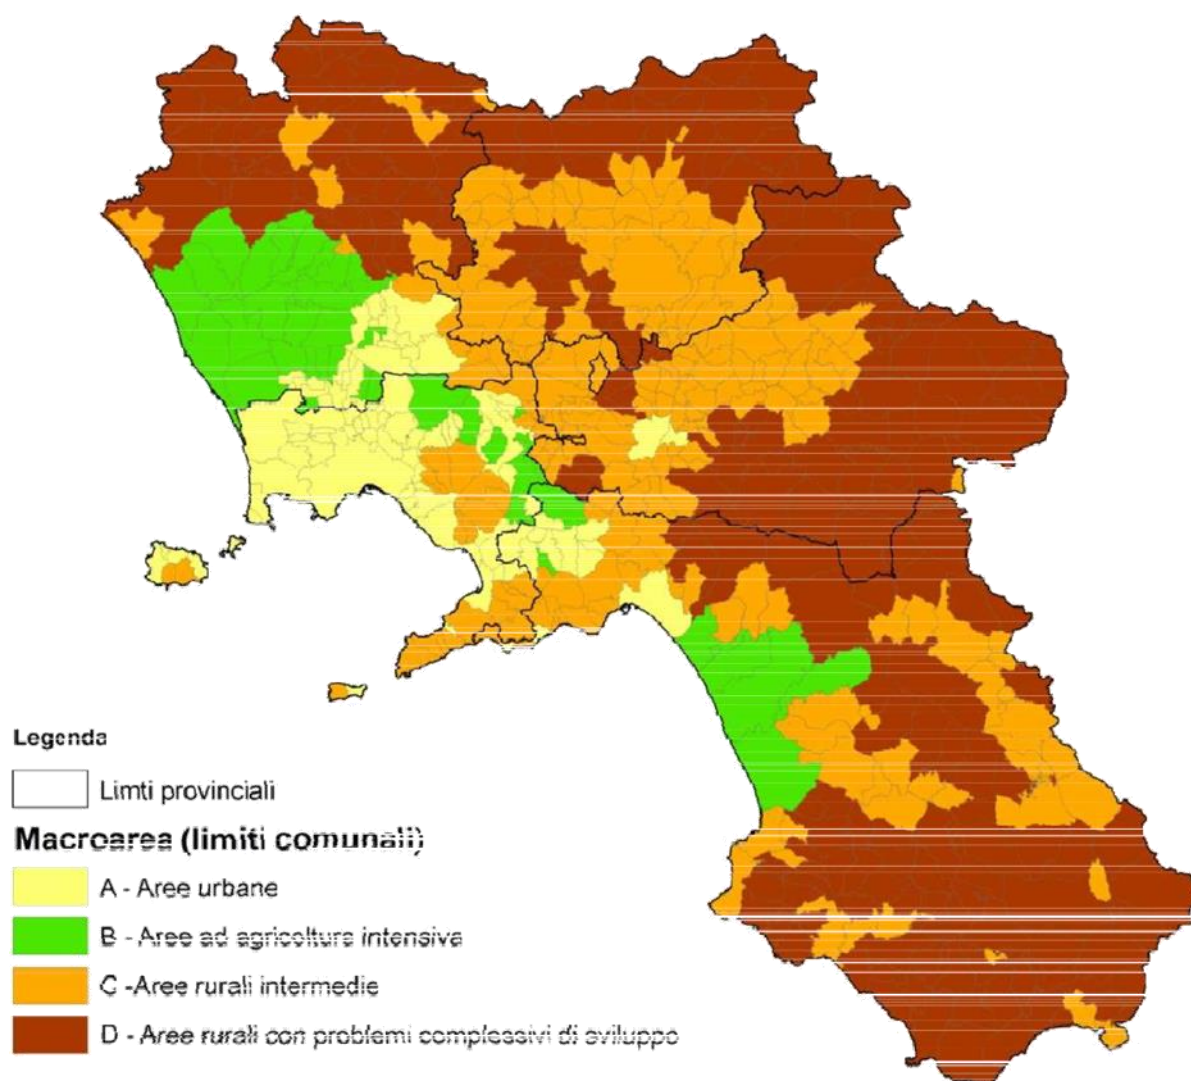 Legenda
Limti provinciali
Macroarea (limiti comunali)
A - Aree urbane
B - Aree ad agricoltura intensiva
C -Aree rurali intermedie
D - Aree rurali con problemi complessivi di sviluppo